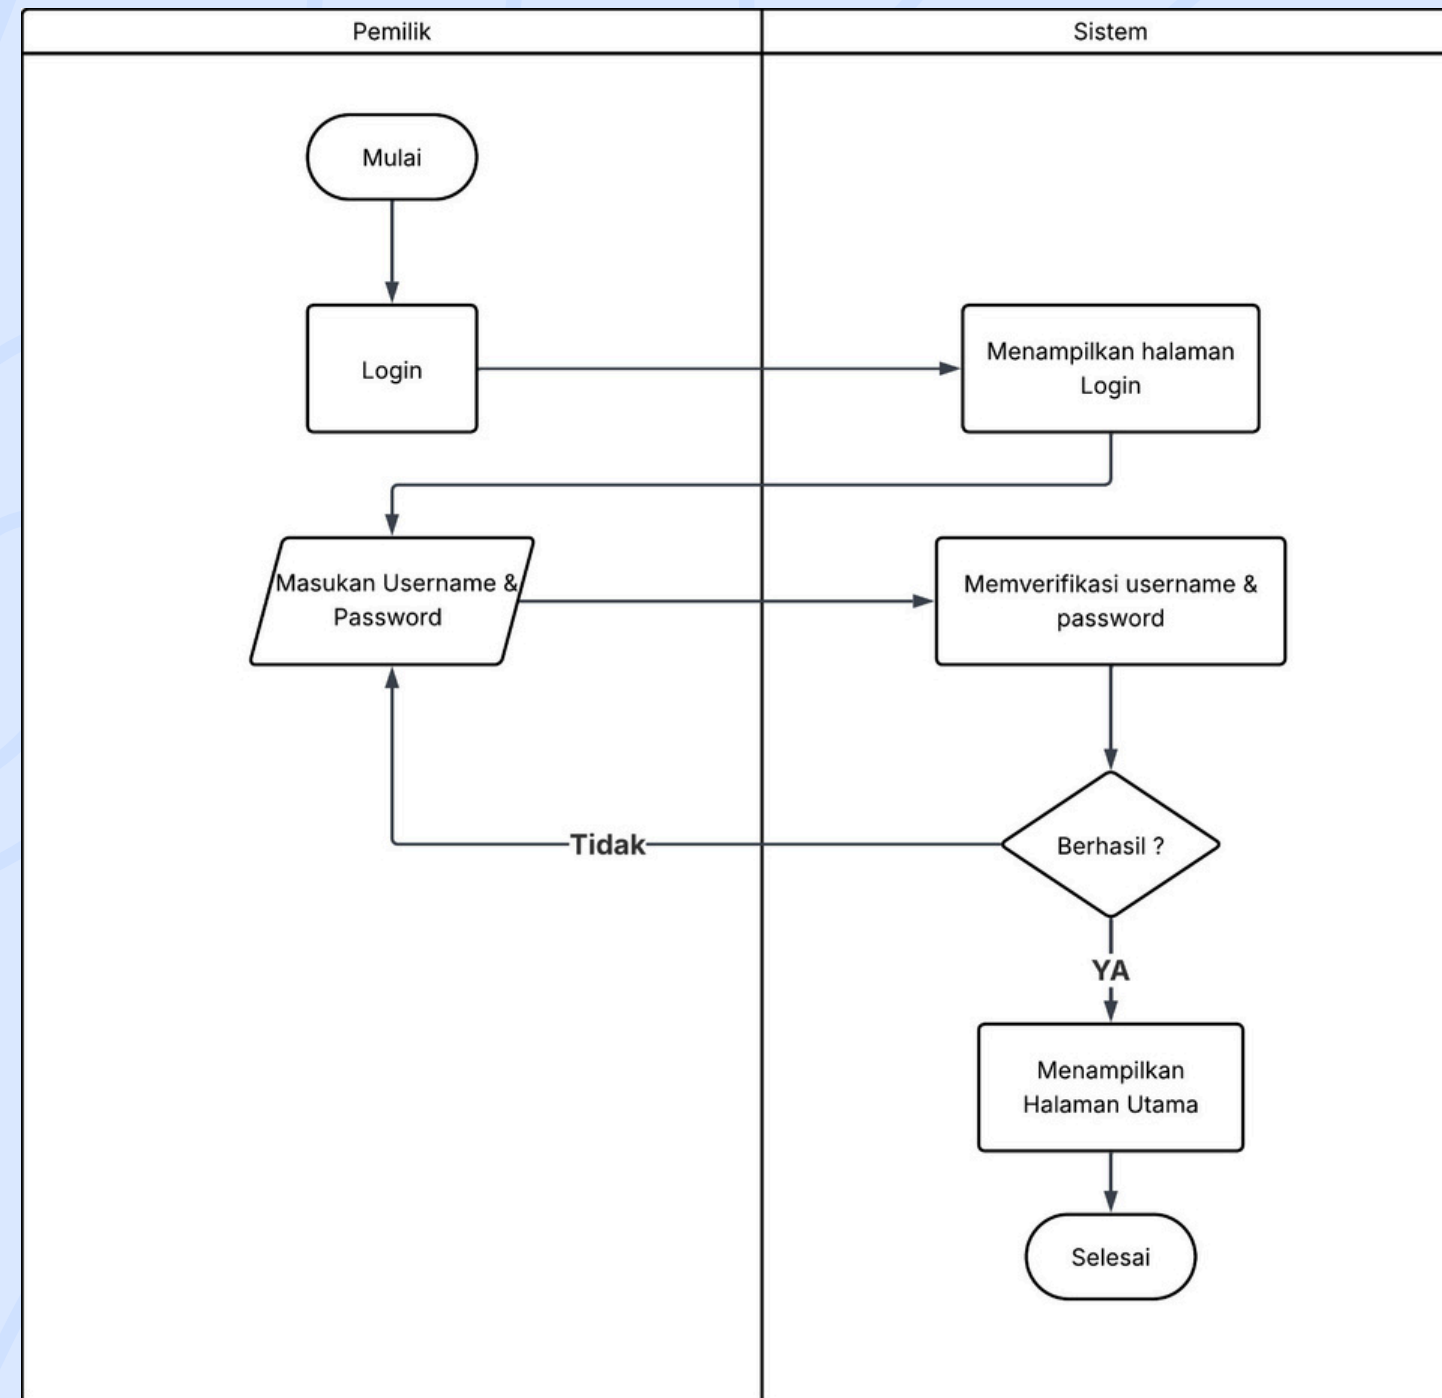 Pemilik
Sistem
Mulai
Login
Menampilkan halaman
Login
Masukan Username &
Password
Memverifikasi username &
password
Berhasil ?
Tidak
YA
Menampilkan
Halaman Utama
Selesai